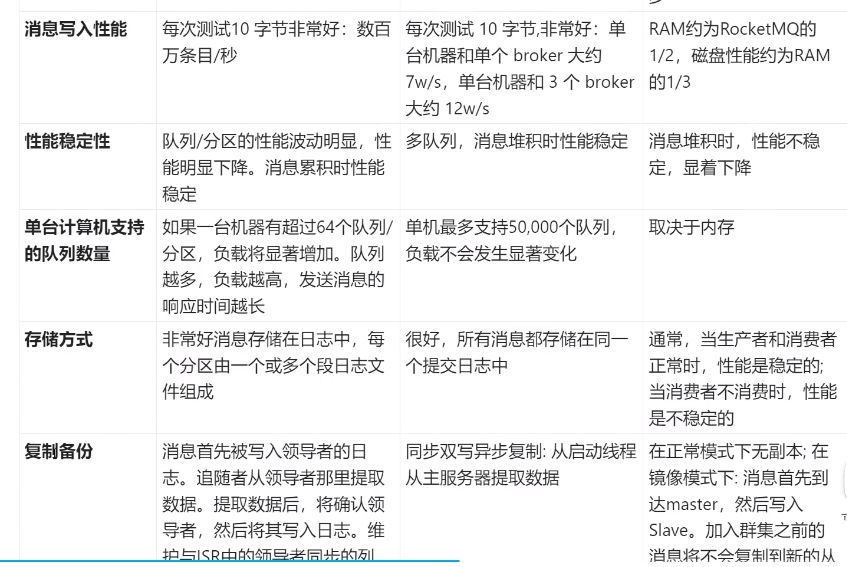 消息写入性能
每次测试10 字节非常好：数百
万条目/秒
每次测试 10 字节,非常好：单
台机器和单个 broker 大约
7w/s，单台机器和 3 个 broker
大约 12w/s
RAM约为RocketMQ的
1/2，磁盘性能约为RAM
的1/3
性能稳定性
队列/分区的性能波动明显，性
能明显下降。消息累积时性能
稳定
多队列，消息堆积时性能稳定
消息堆积时，性能不稳
定，显着下降
单台计算机支持
的队列数量
如果一台机器有超过64个队列/
分区，负载将显著增加。队列
越多，负载越高，发送消息的
响应时间越长
单机最多支持50,000个队列，
负载不会发生显著变化
取决于内存
存储方式
非常好消息存储在日志中，每
个分区由一个或多个段日志文
件组成
很好，所有消息都存储在同一
个提交日志中
通常，当生产者和消费者
正常时，性能是稳定的;
当消费者不消费时，性能
是不稳定的
复制备份
消息首先被写入领导者的日
志。追随者从领导者那里提取
数据。提取数据后，将确认领
导者，然后将其写入日志。维
护与ISR中的领导者同步的列
同步双写异步复制: 从启动线程
从主服务器提取数据
在正常模式下无副本; 在
镜像模式下: 消息首先到
达master，然后写入
Slave。加入群集之前的
消息将不会复制到新的从